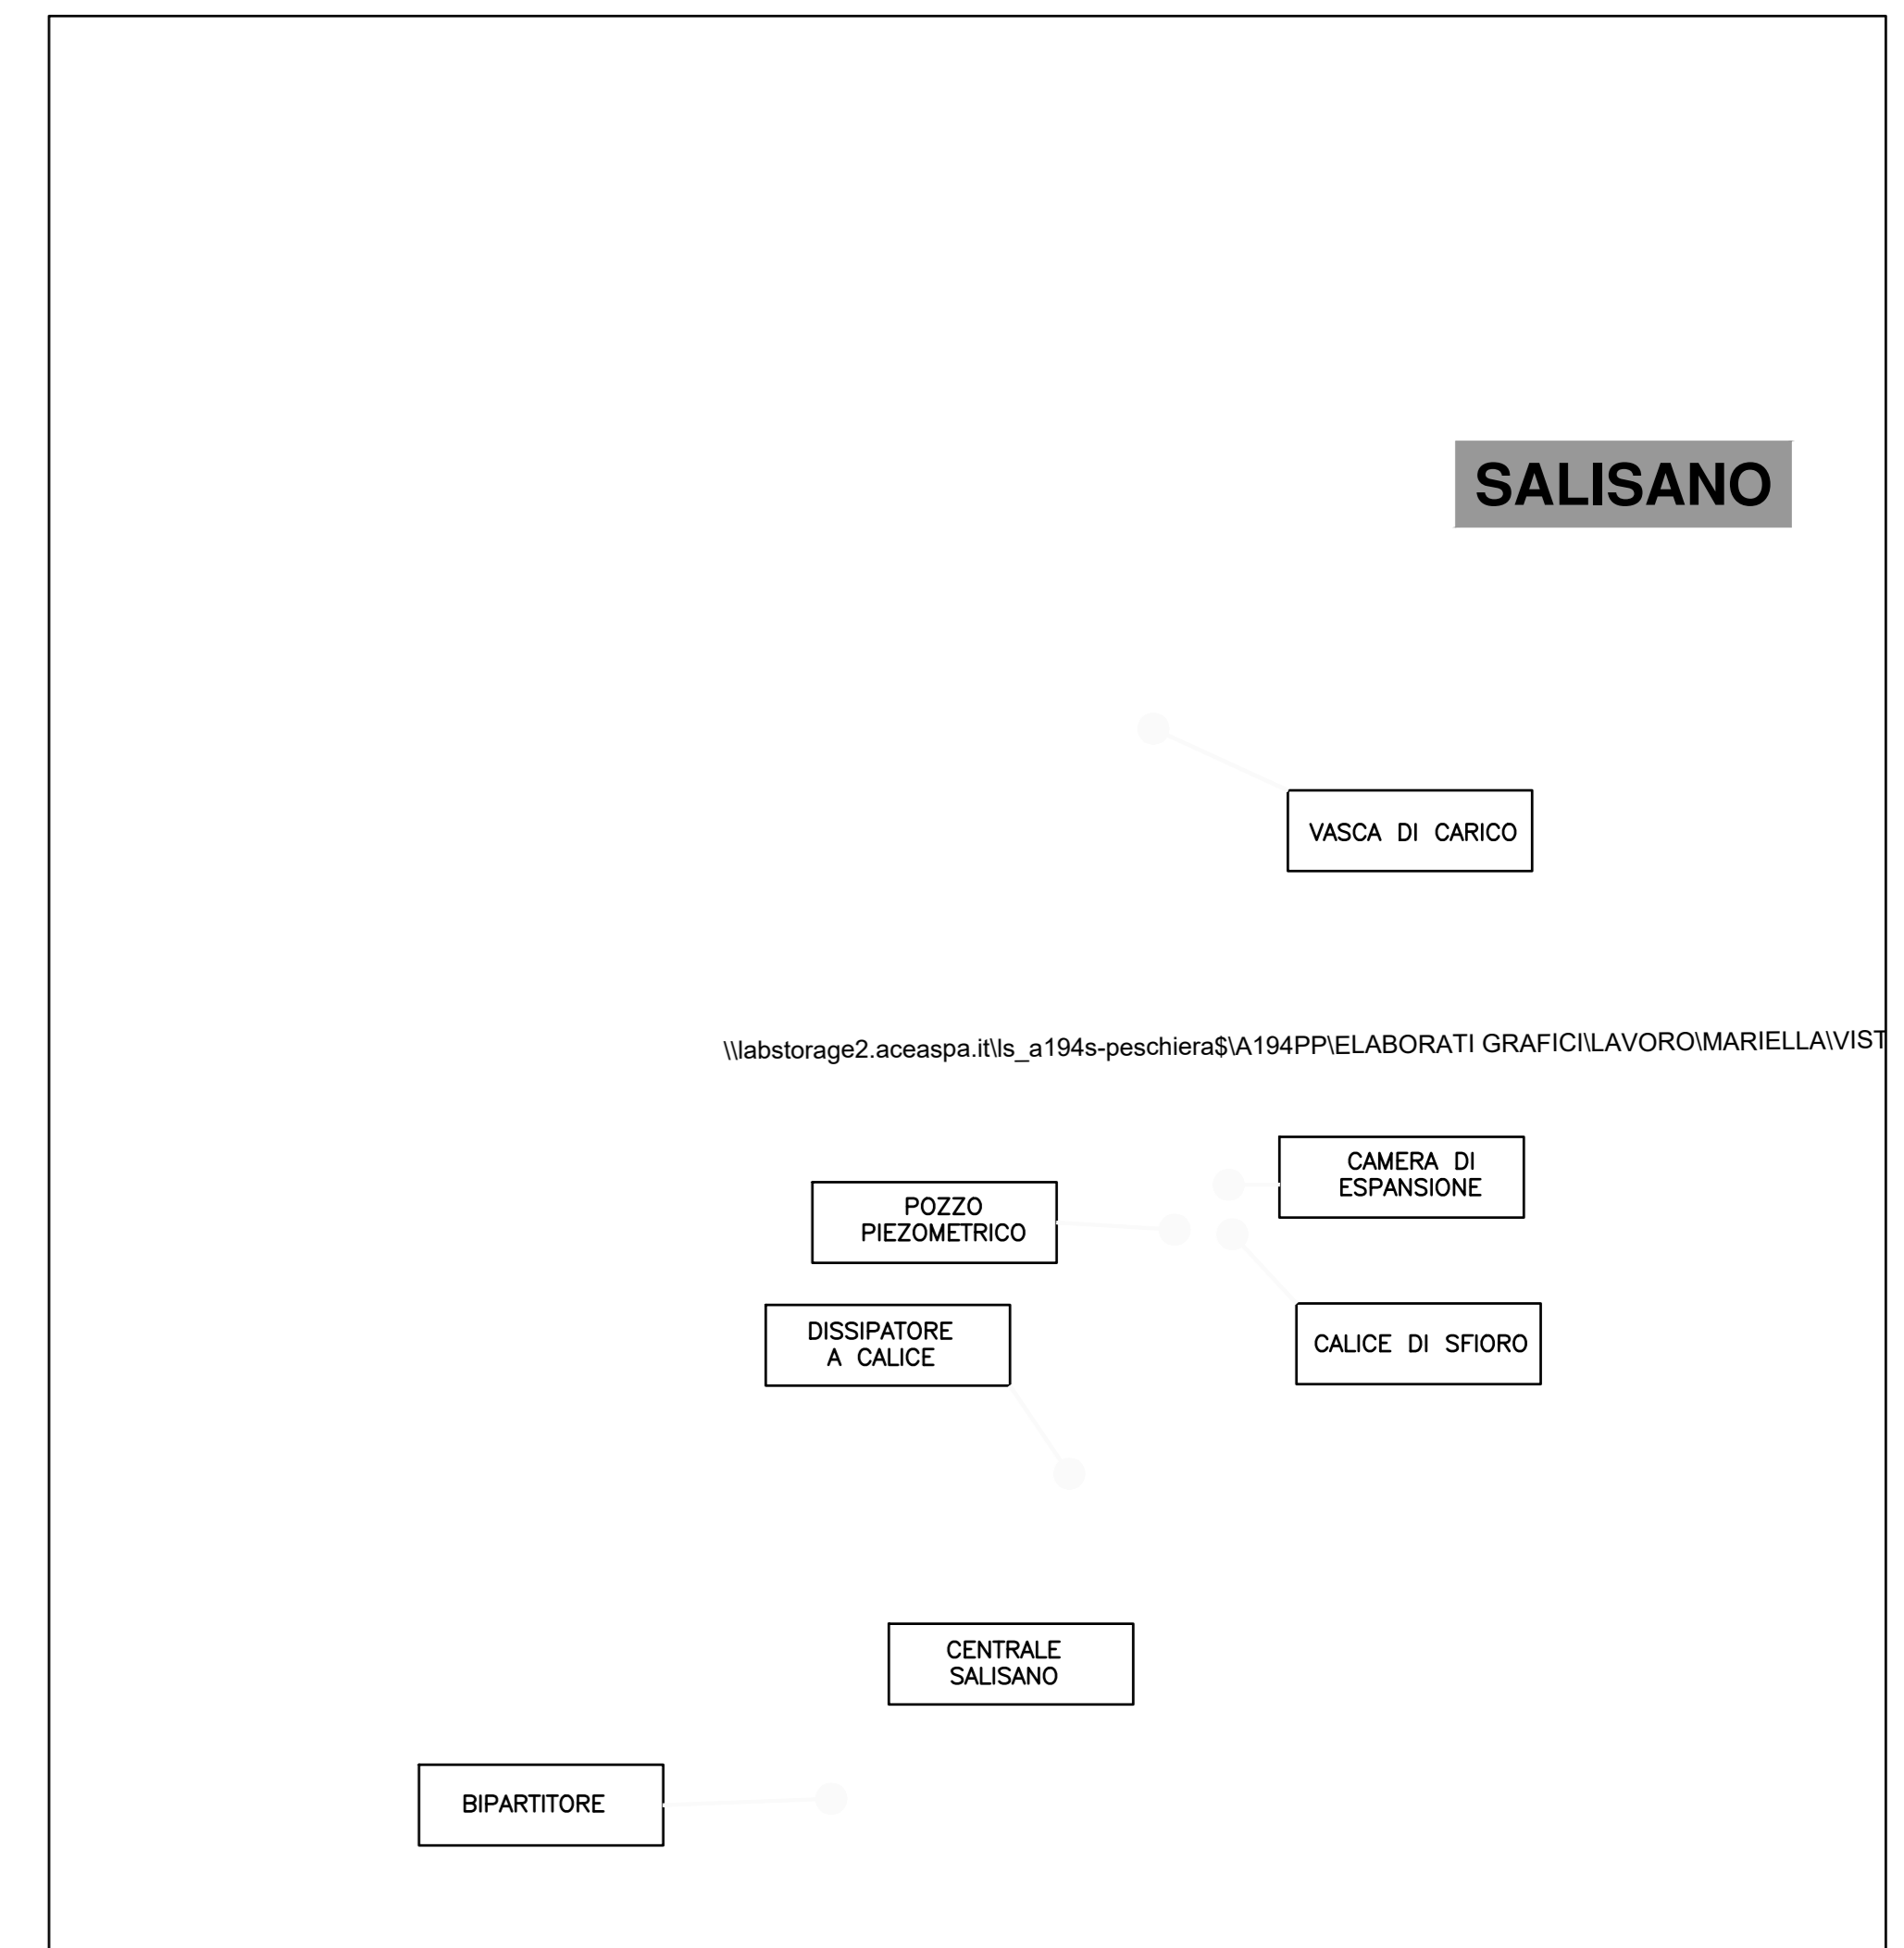 SALISANO
VASCA DI CARICO
\\labstorage2.aceaspa.it\ls_a194s-peschiera$\A194PP\ELABORATI GRAFICI\LAVORO\MARIELLA\VIST
CAMERA DI
ESPANSIONE
POZZO
PIEZOMETRICO
DISSIPATORE
A CALICE
CALICE DI SFIORO
CENTRALE
SALISANO
BIPARTITORE